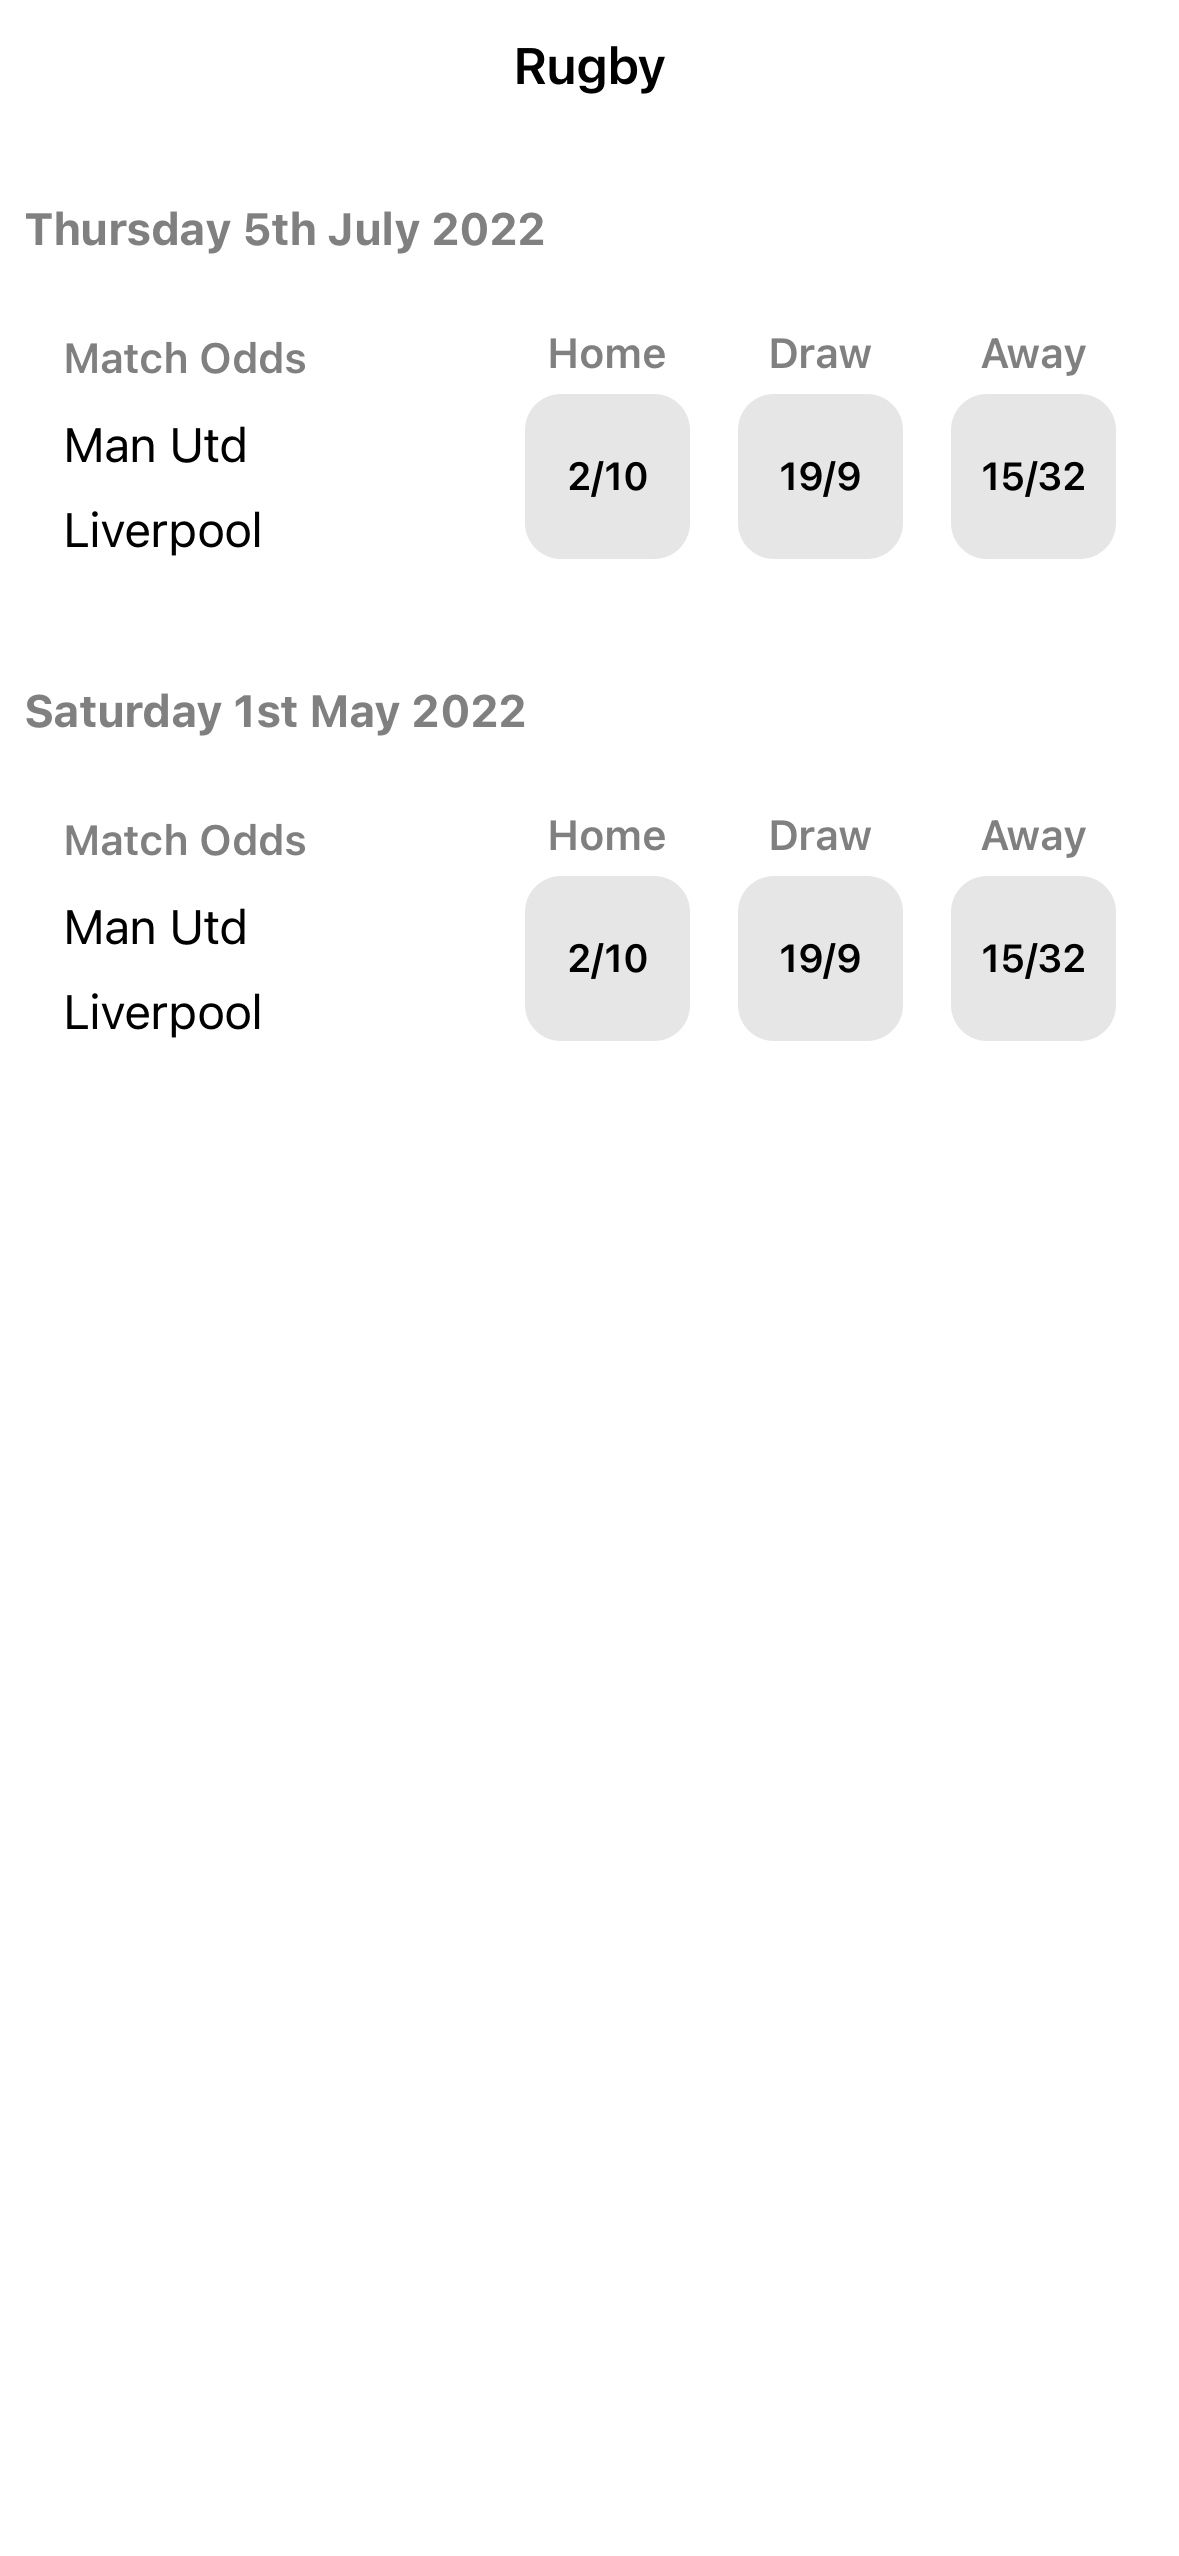 Rugby
Thursday 5th July 2022
Match Odds Home Draw Away
Man Utd
2/10 19/9 15/32
Liverpool
Saturday 1st May 2022
Match Odds Home Draw Away
Man Utd
2/10 19/9 15/32
Liverpool